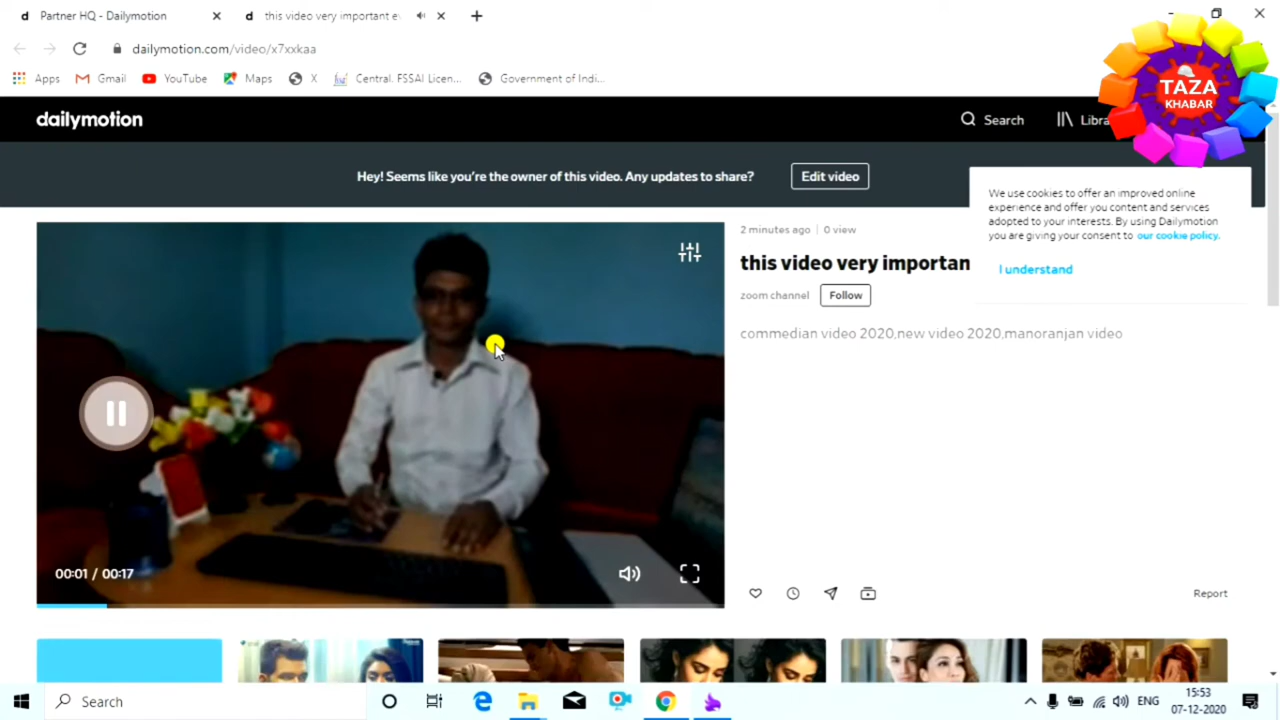 Partner HQ - Dailymotion
this video very important e
dailymotion.com/video/x7xxkaa
Apps
Gmail
YouTube
Maps
X
Central. FSSAI Licen...
Government of Indi...
TAZA
KHABAR
dailymotion
Search
Libra
Hey! Seems like you're the owner of this video. Any updates to share?
Edit video
We use cookies to offer an improved online
experience and offer you content and services
adopted to your interests. By using Dailymotion
you are giving your consent to our cookie policy.
I understand
2 minutes ago | 0 view
this video very importan
zoom channel
Follow
commedian video 2020,new video 2020,manoranjan video
00:01 / 00:17
Report
Search
ENG
15:53
07-12-2020